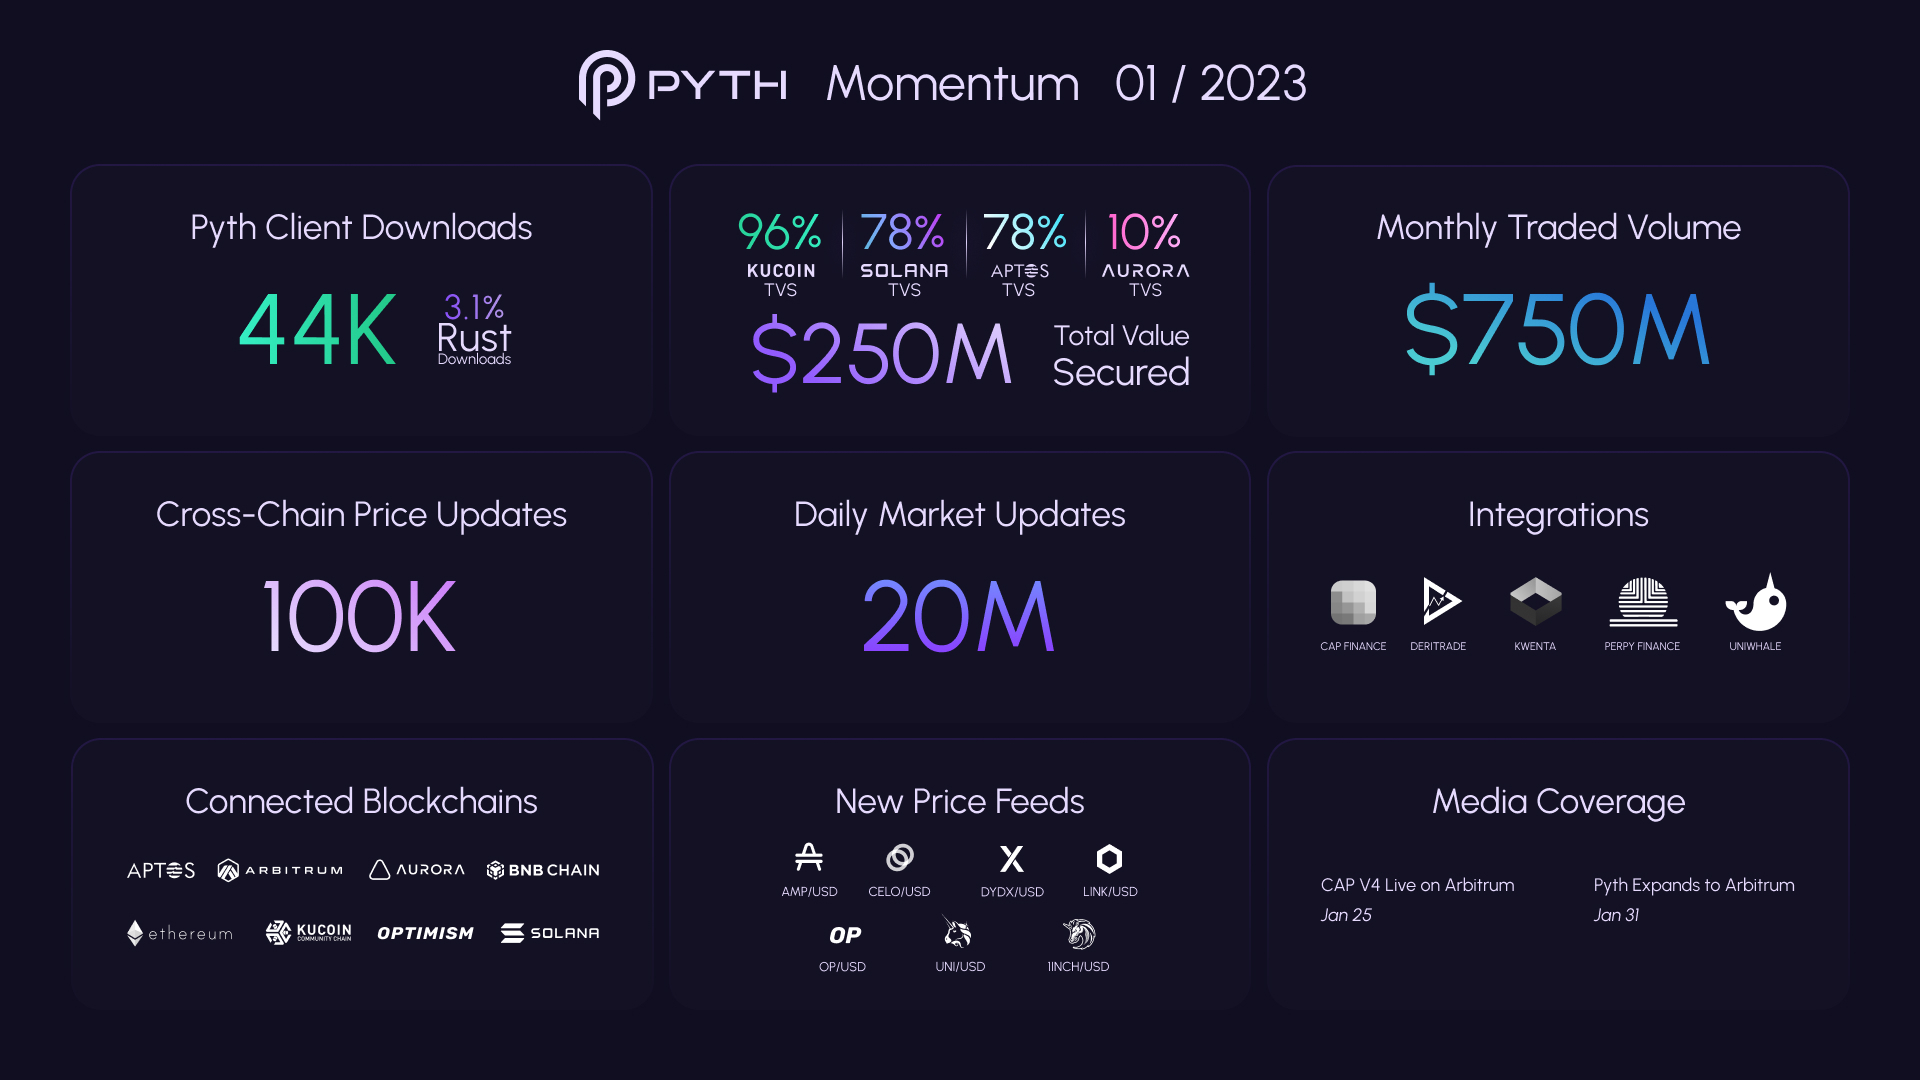 PYTH Momentum 01 / 2023
Pyth Client Downloads
44K
3.1%
Rust
Downloads
96% 78% 78% 10%
KUCOIN SOLANA APTOS AURORA
TVS TVS TVS TVS
$250M
Total Value
Secured
Monthly Traded Volume
$750M
Cross-Chain Price Updates
100K
Daily Market Updates
20M
Integrations
CAP FINANCE DERITRADE KWENTA PERPY FINANCE UNIWHALE
Connected Blockchains
APTOS ARBITRUM AURORA BNB CHAIN
ethereum KUCOIN OPTIMISM SOLANA
COMMUNITY CHAIN
New Price Feeds
AMP/USD CELO/USD DYDX/USD LINK/USD
OP
OP/USD UNI/USD 1INCH/USD
Media Coverage
CAP V4 Live on Arbitrum
Jan 25
Pyth Expands to Arbitrum
Jan 31